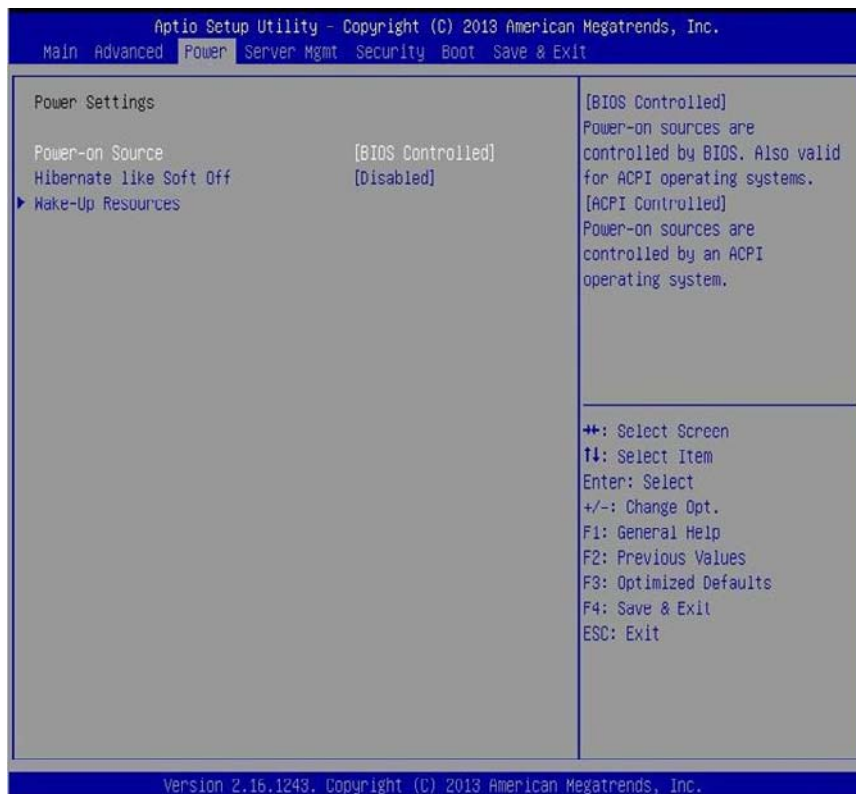 Aptio Setup Utility - Copyright (C) 2013 American Megatrends, Inc.
Main Advanced Power Server Mgmt Security Boot Save & Exit
Power Settings
Power-on Source [BIOS Controlled]
Hibernate like Soft Off [Disabled]
Wake-Up Resources
[BIOS Controlled]
Power-on sources are
controlled by BIOS. Also valid
for ACPI operating systems.
[ACPI Controlled]
Power-on sources are
controlled by an ACPI
operating system.
→←: Select Screen
↑↓: Select Item
Enter: Select
+/-: Change Opt.
F1: General Help
F2: Previous Values
F3: Optimized Defaults
F4: Save & Exit
ESC: Exit
Version 2.16.1243. Copyright (C) 2013 American Megatrends, Inc.